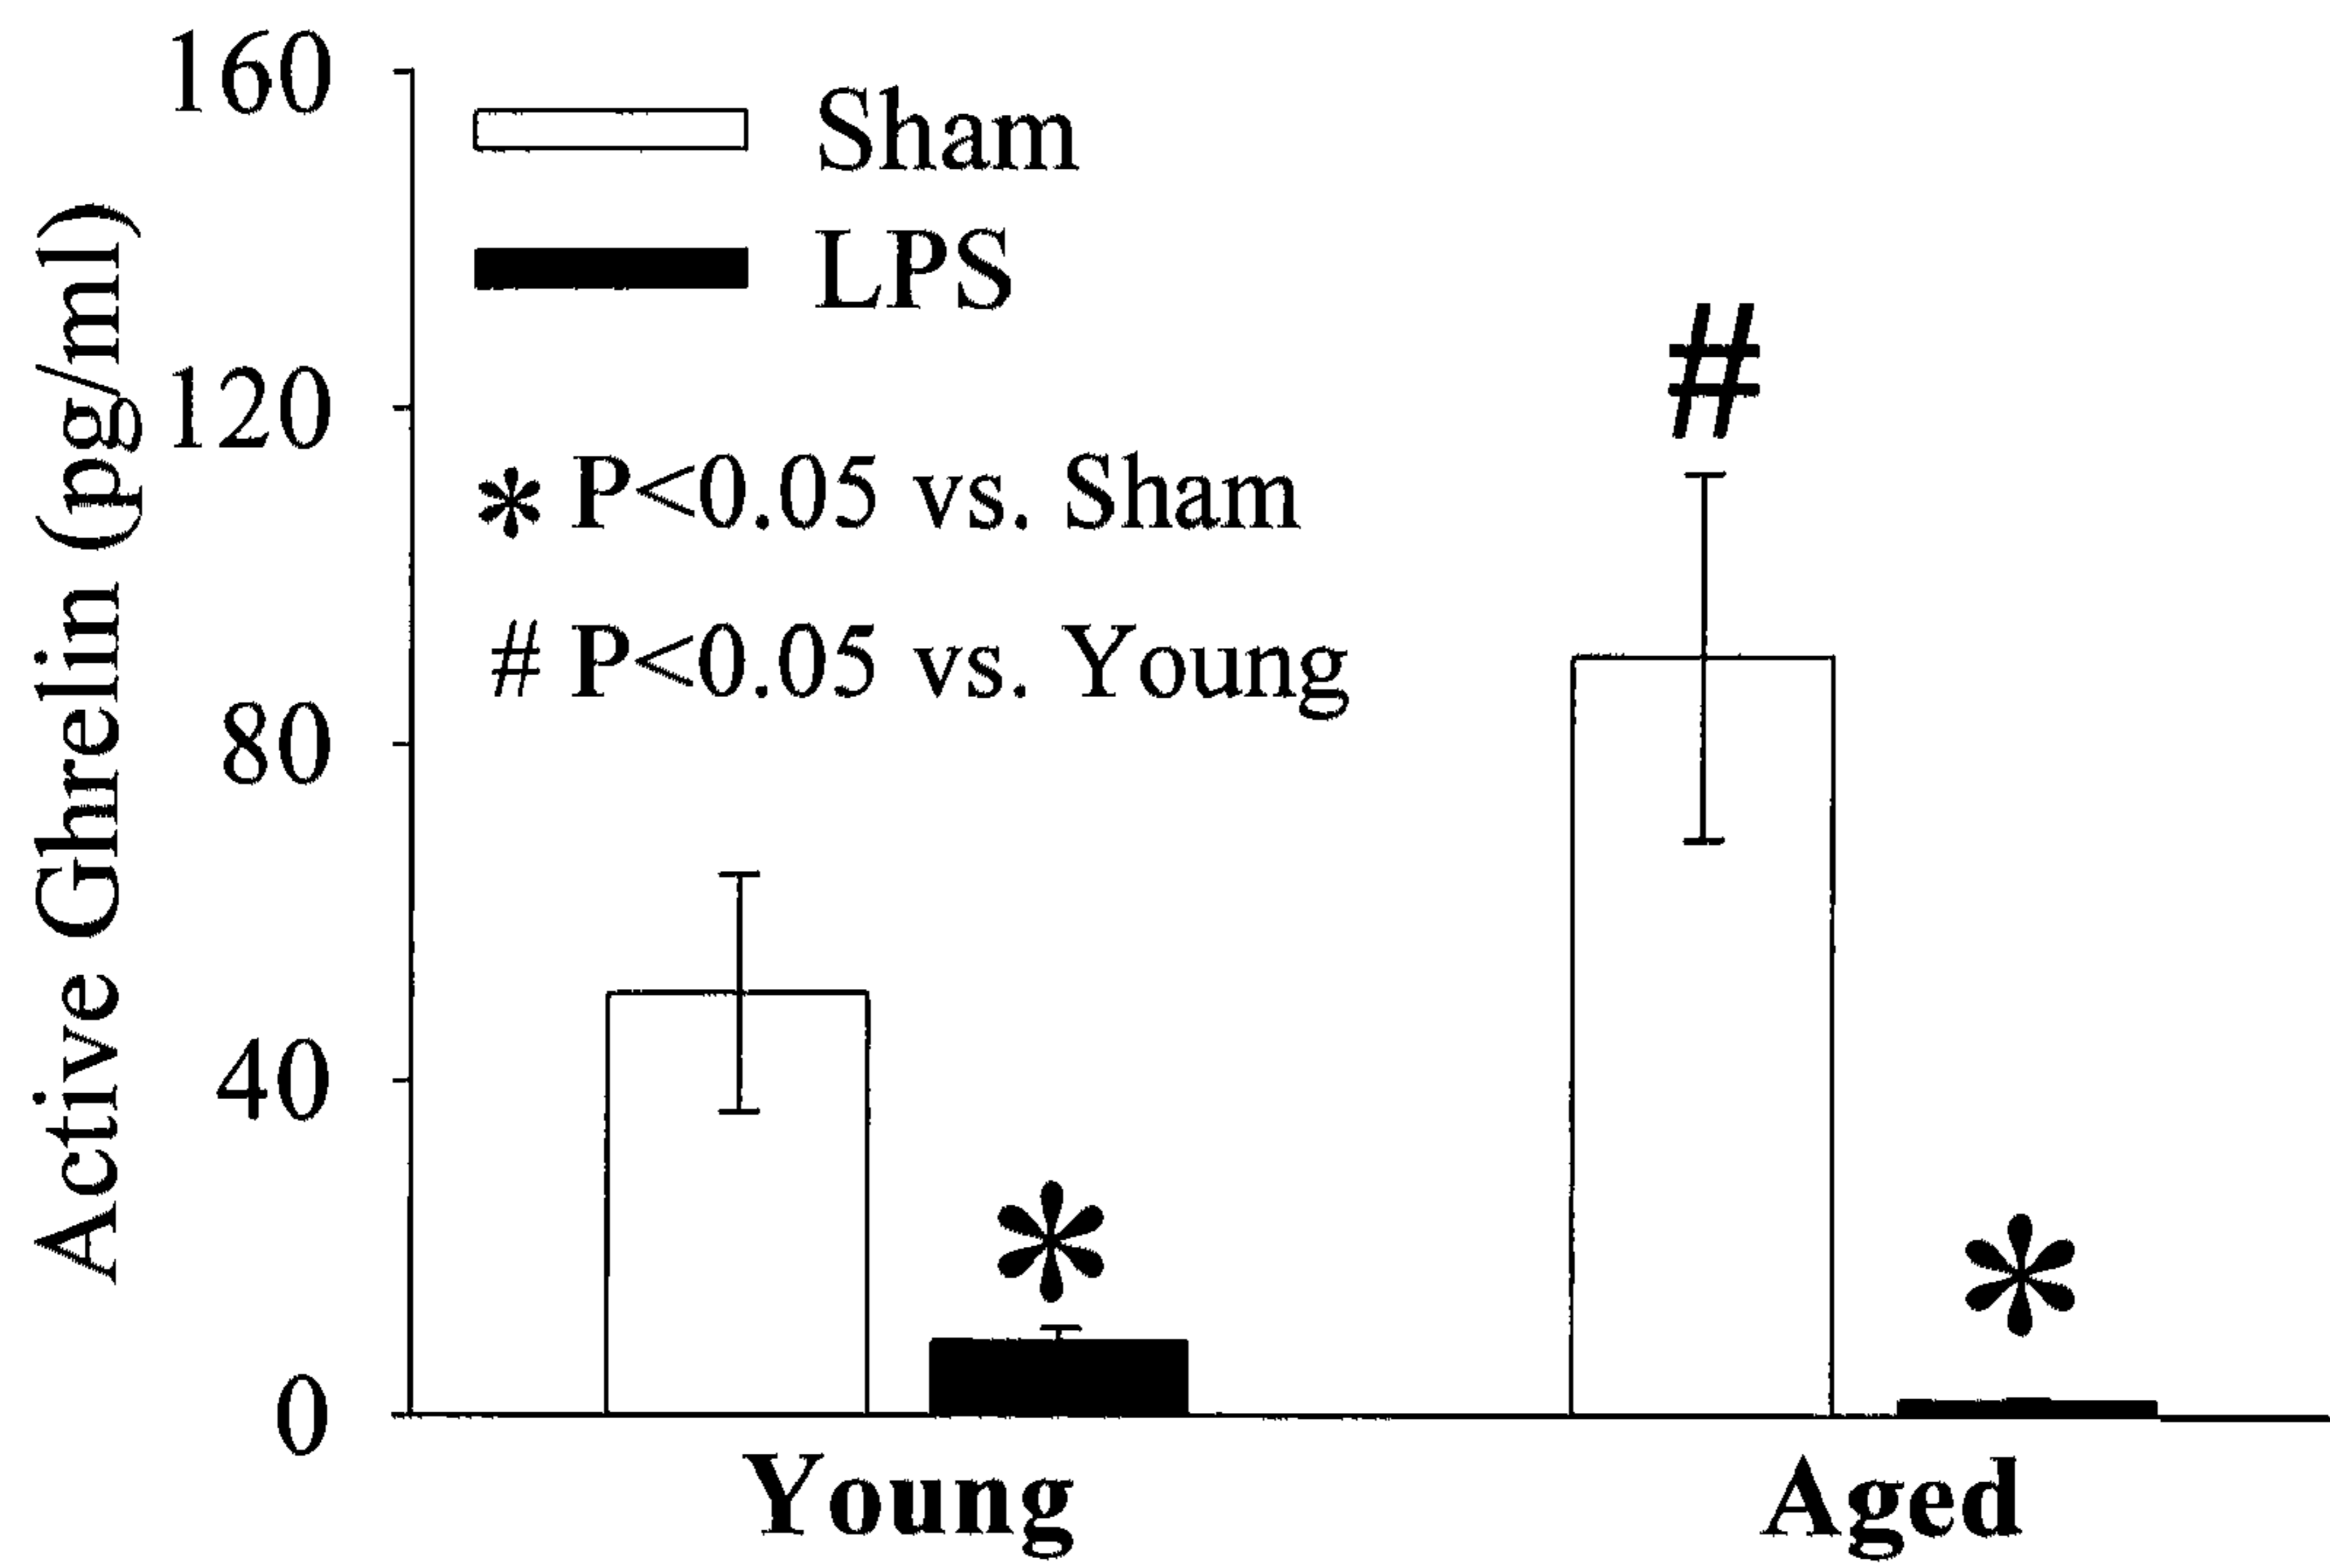 Active Ghrelin (pg/ml)
160
120
80
40
0
Sham
LPS
* P<0.05 vs. Sham
# P<0.05 vs. Young
#
*
*
Young
Aged